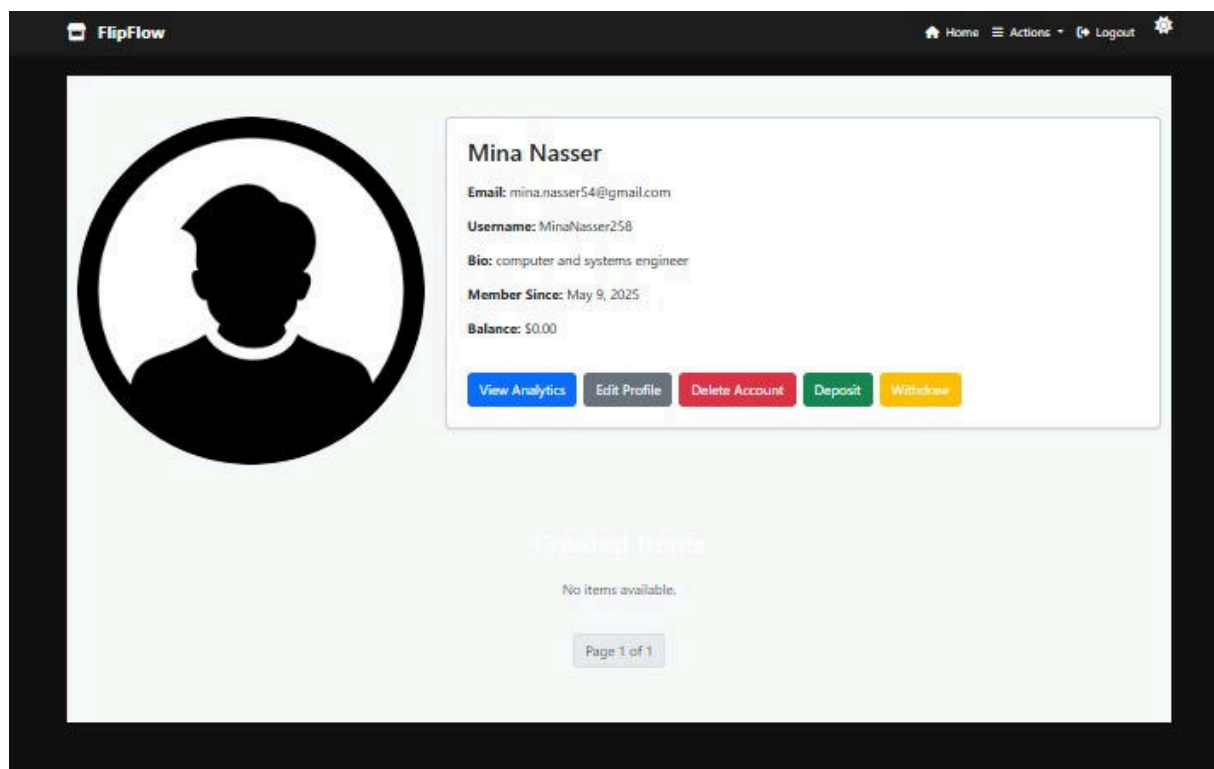 FlipFlow
Home Actions Logout
Mina Nasser
Email: mina.nasser54@gmail.com
Username: MinaNasser258
Bio: computer and systems engineer
Member Since: May 9, 2025
Balance: $0.00
View Analytics Edit Profile Delete Account Deposit Withdraw
Created Items
No items available.
Page 1 of 1